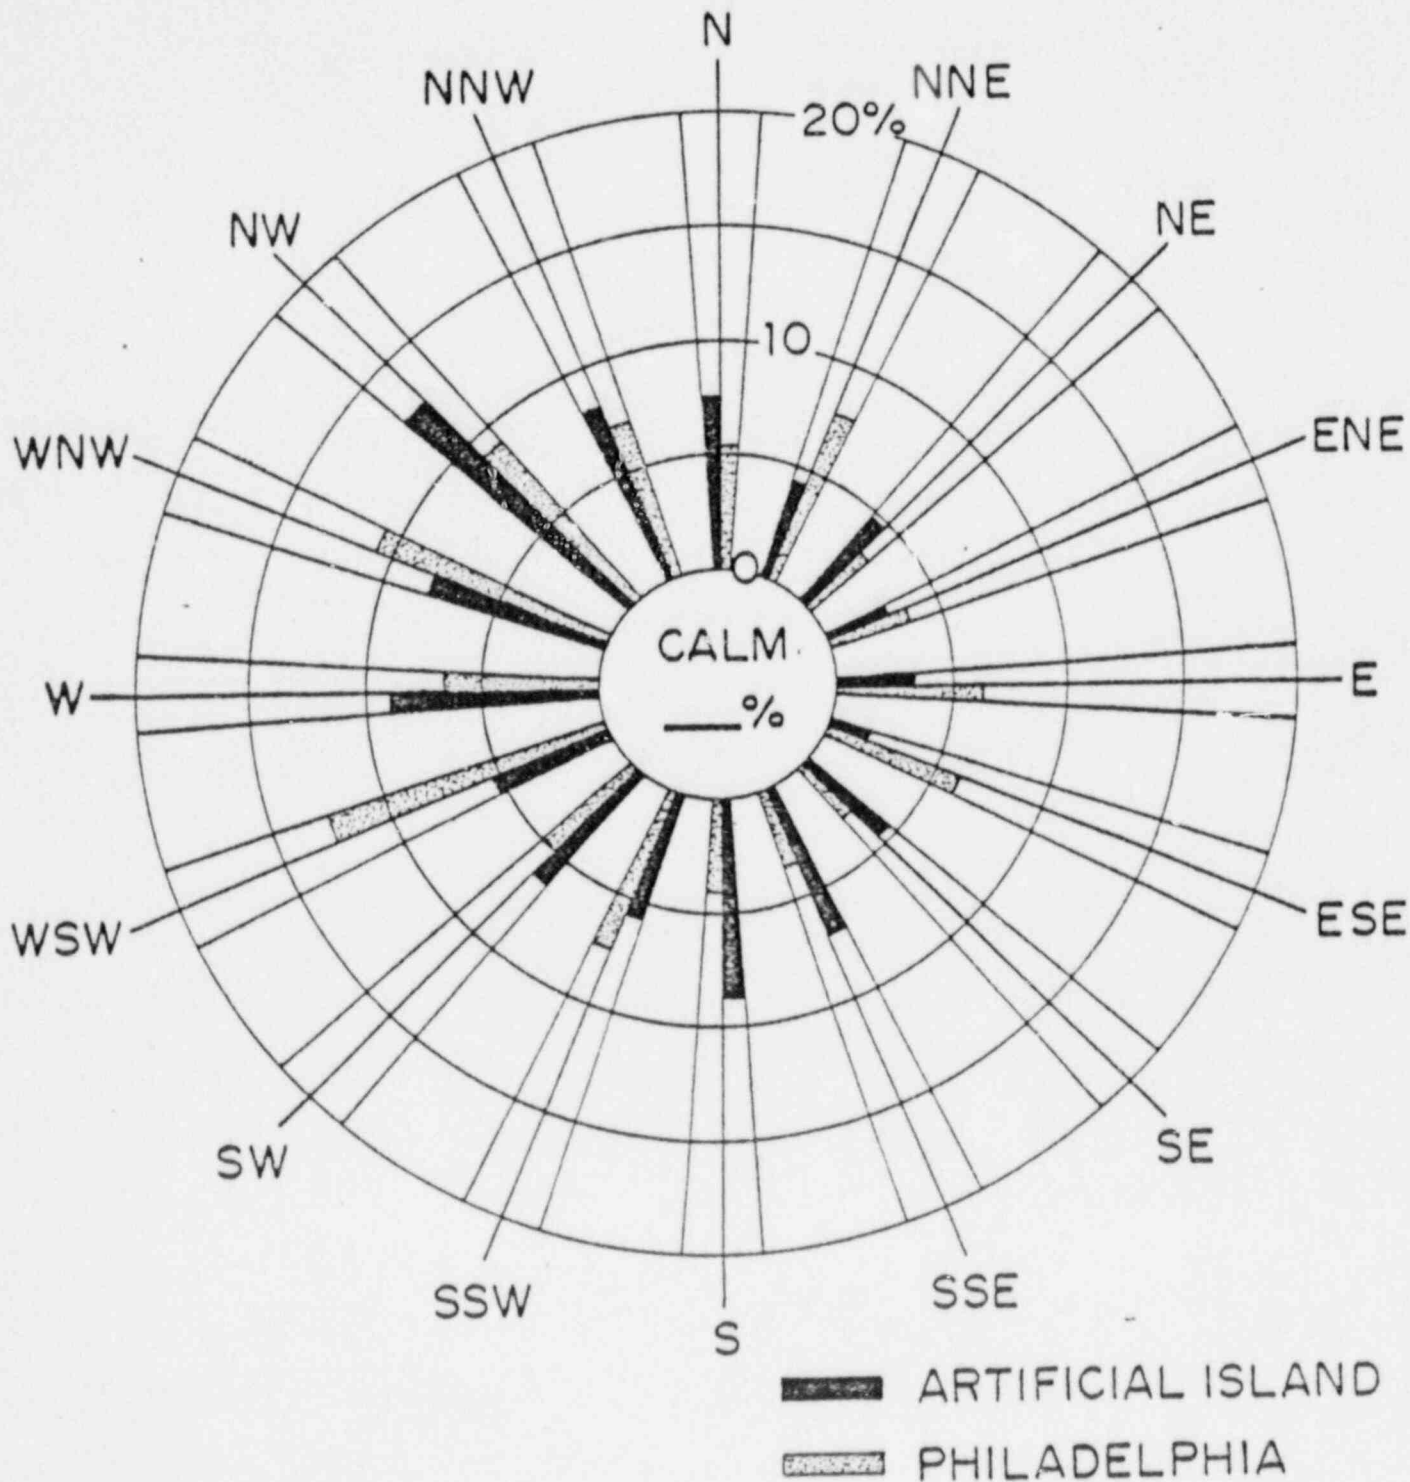 N
NNW
NNE
20%
NW
NE
10
WNW
ENE
0
CALM
__%
W
E
WSW
ESE
SW
SE
SSW
SSE
S
ARTIFICIAL ISLAND
PHILADELPHIA